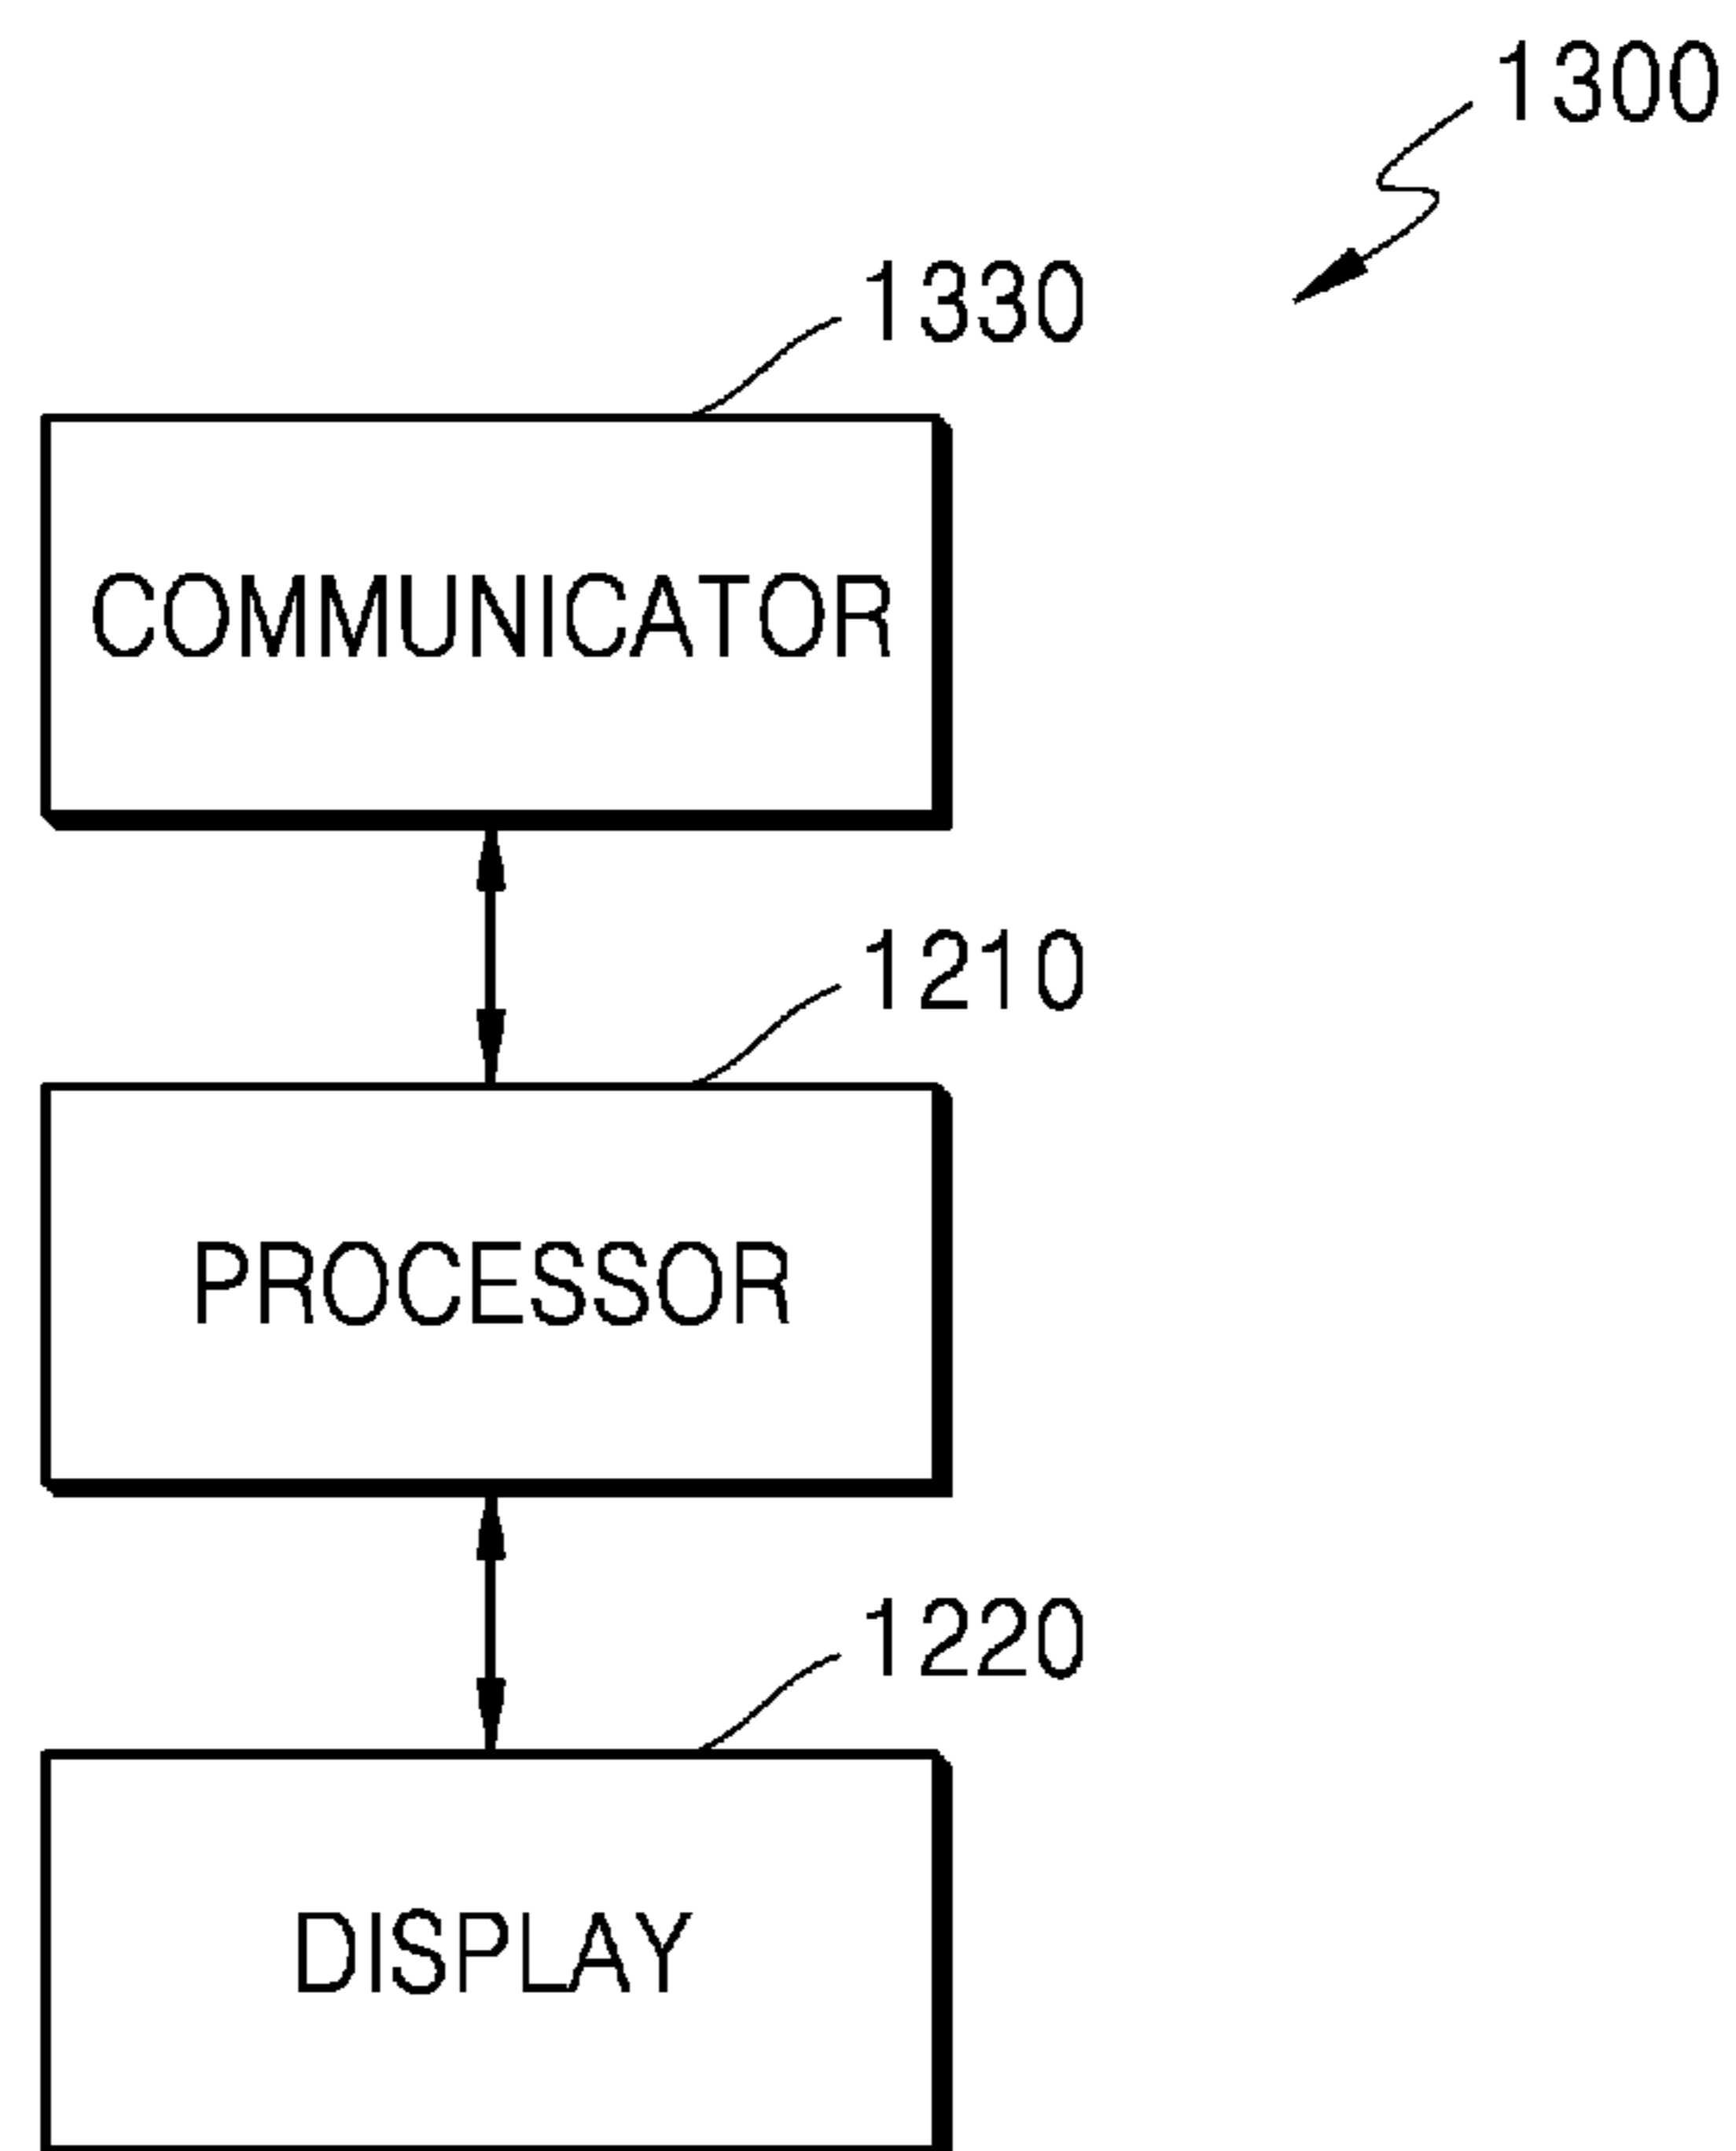 1300
1330
COMMUNICATOR
1210
PROCESSOR
1220
DISPLAY